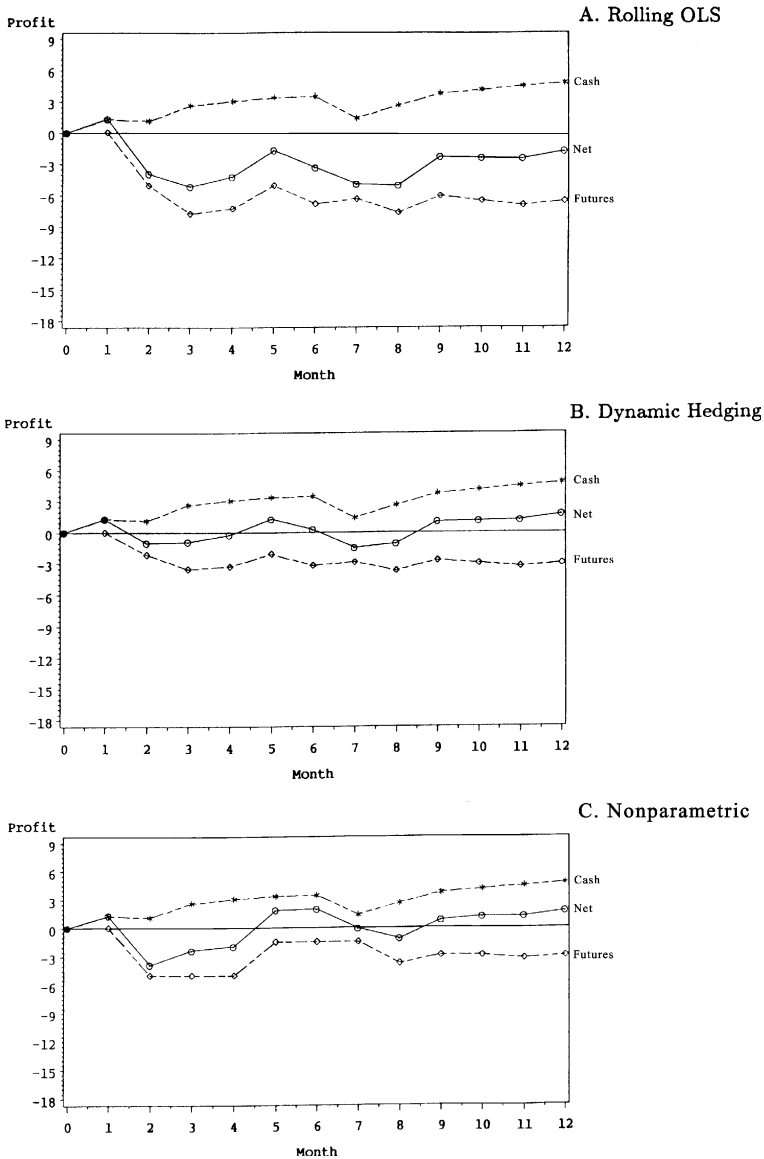 A. Rolling OLS
Profit
9
6
3
0
-3
-6
-9
-12
-15
-18
Cash
Net
Futures
0 1 2 3 4 5 6 7 8 9 10 11 12
Month
B. Dynamic Hedging
Profit
9
6
3
0
-3
-6
-9
-12
-15
-18
Cash
Net
Futures
0 1 2 3 4 5 6 7 8 9 10 11 12
Month
C. Nonparametric
Profit
9
6
3
0
-3
-6
-9
-12
-15
-18
Cash
Net
Futures
0 1 2 3 4 5 6 7 8 9 10 11 12
Month